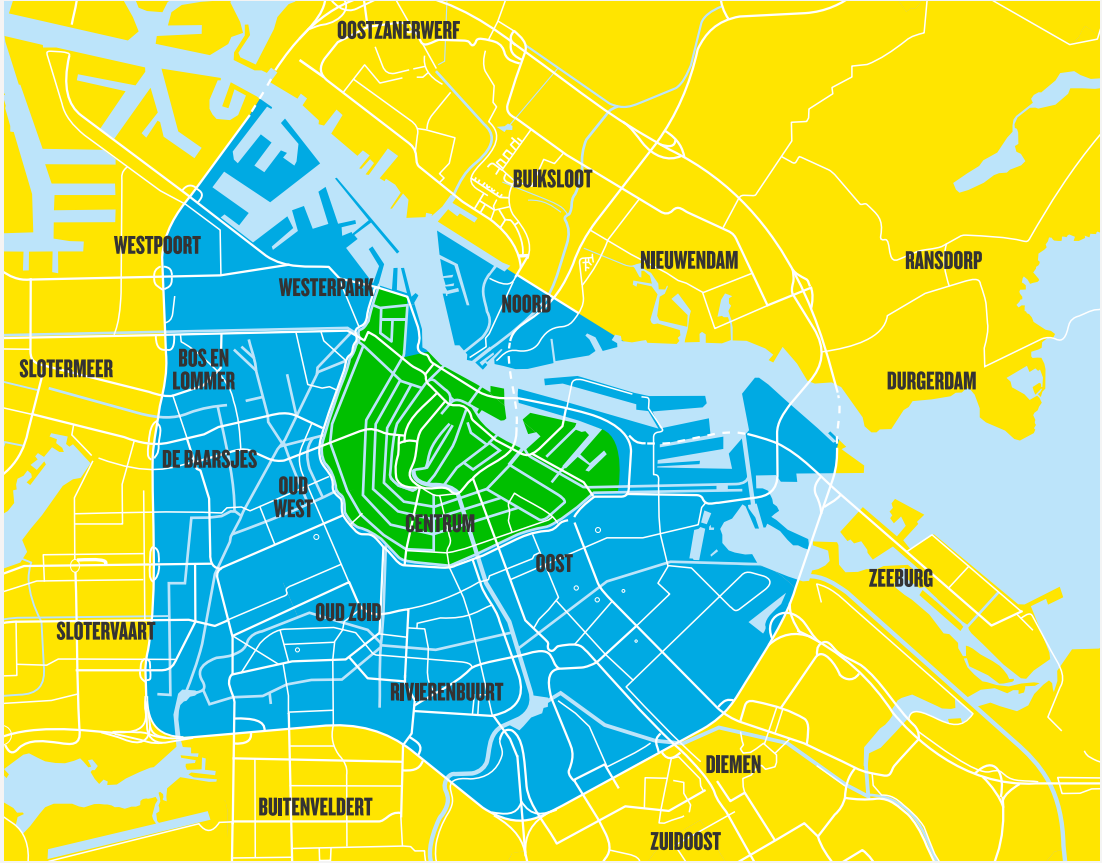 OOSTZANERWERF
BUIKSLOOT
WESTPOORT
NIEUWENDAM
RANSDORP
WESTERPARK
NOORD
SLOTERMEER
BOS EN
LOMMER
DURGERDAM
DE BAARSJES
OUD
WEST
CENTRUM
OOST
ZEEBURG
OUD ZUID
SLOTERVAART
RIVIERENBUURT
DIEMEN
BUITENVELDERT
ZUIDOOST